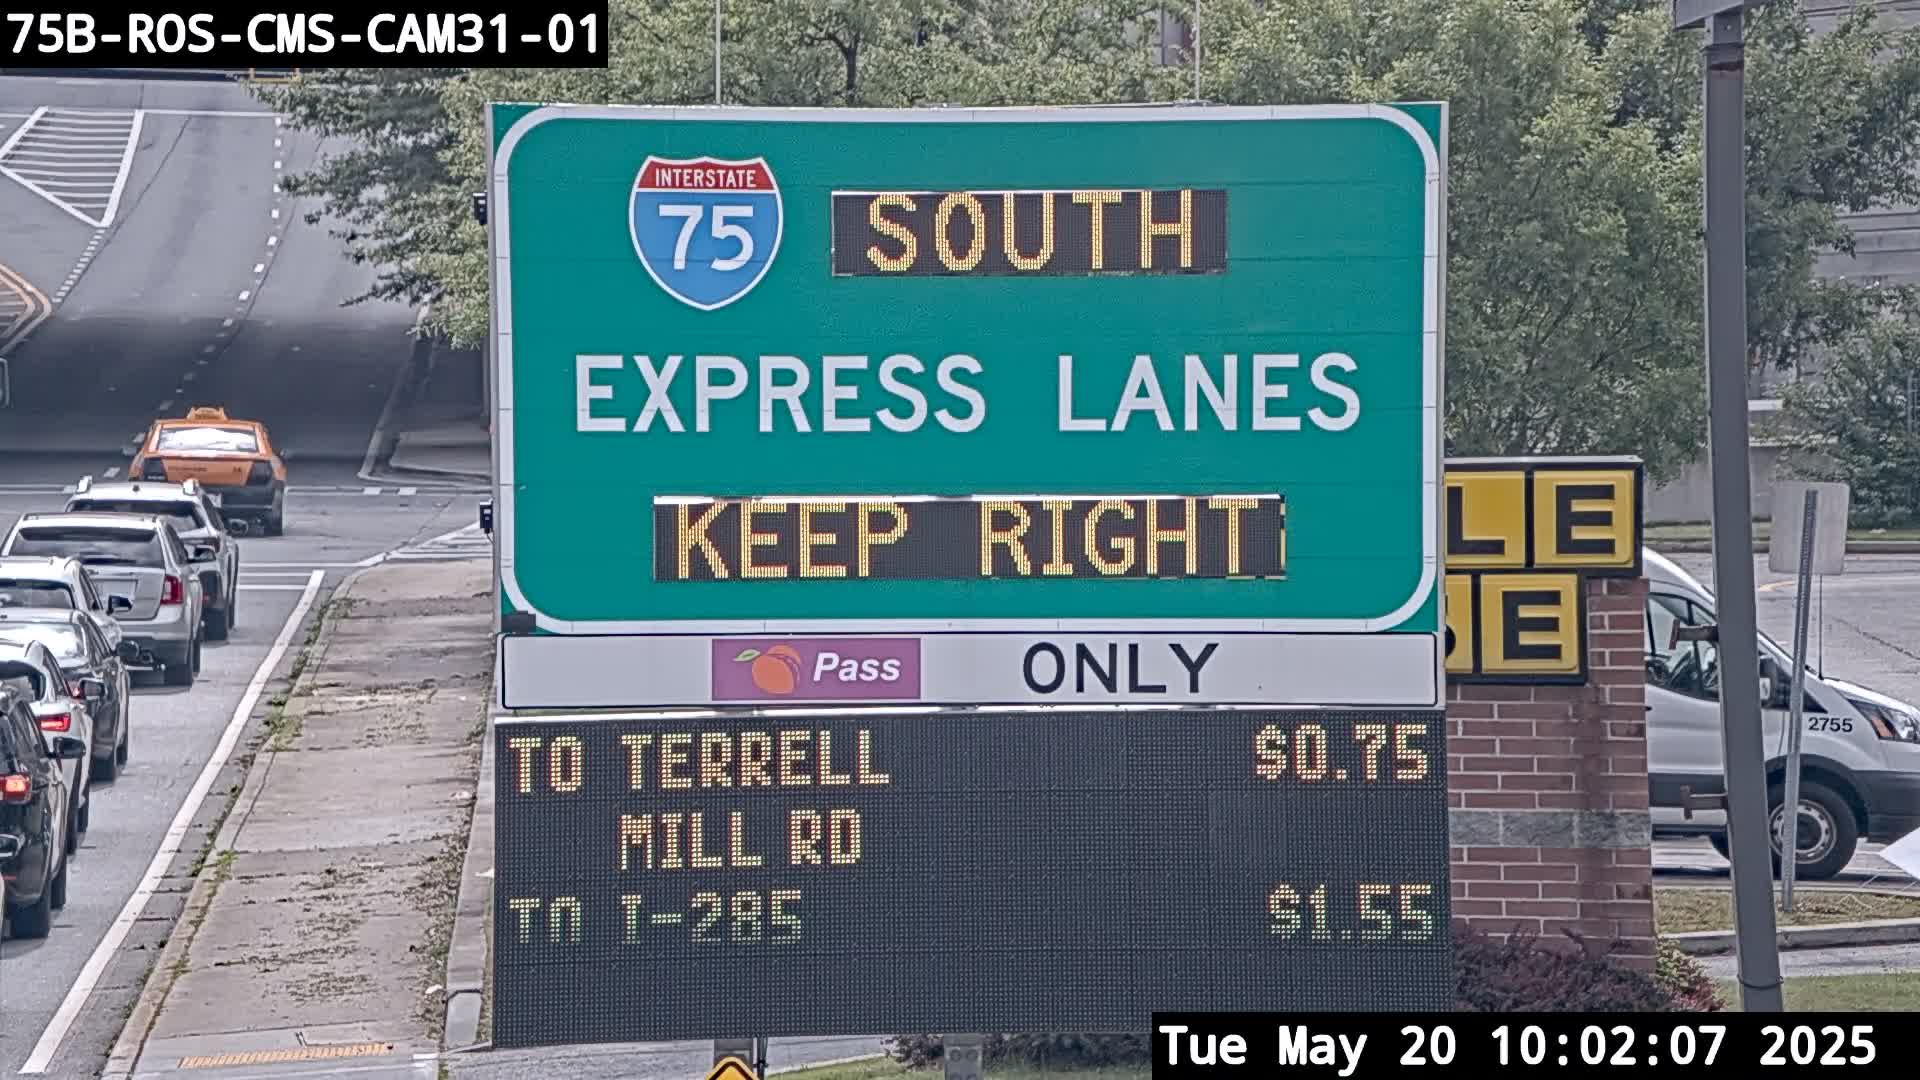 75B-ROS-CMS-CAM31-01
INTERSTATE
75
SOUTH
EXPRESS LANES
KEEP RIGHT
Pass ONLY
TO TERRELL $0.75
MILL RD
TO I-285 $1.55
LE
E
2755
Tue May 20 10:02:07 2025